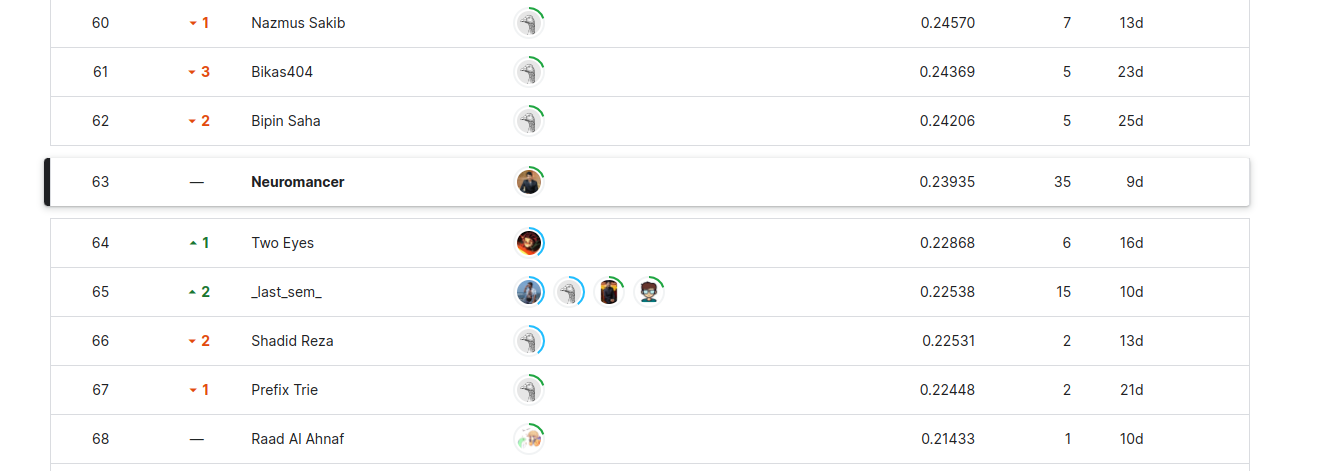 60 1 Nazmus Sakib 0.24570 7 13d
61 3 Bikas404 0.24369 5 23d
62 2 Bipin Saha 0.24206 5 25d
63 — Neuromancer 0.23935 35 9d
64 1 Two Eyes 0.22868 6 16d
65 2 _last_sem_ 0.22538 15 10d
66 2 Shadid Reza 0.22531 2 13d
67 1 Prefix Trie 0.22448 2 21d
68 — Raad Al Ahnaf 0.21433 1 10d